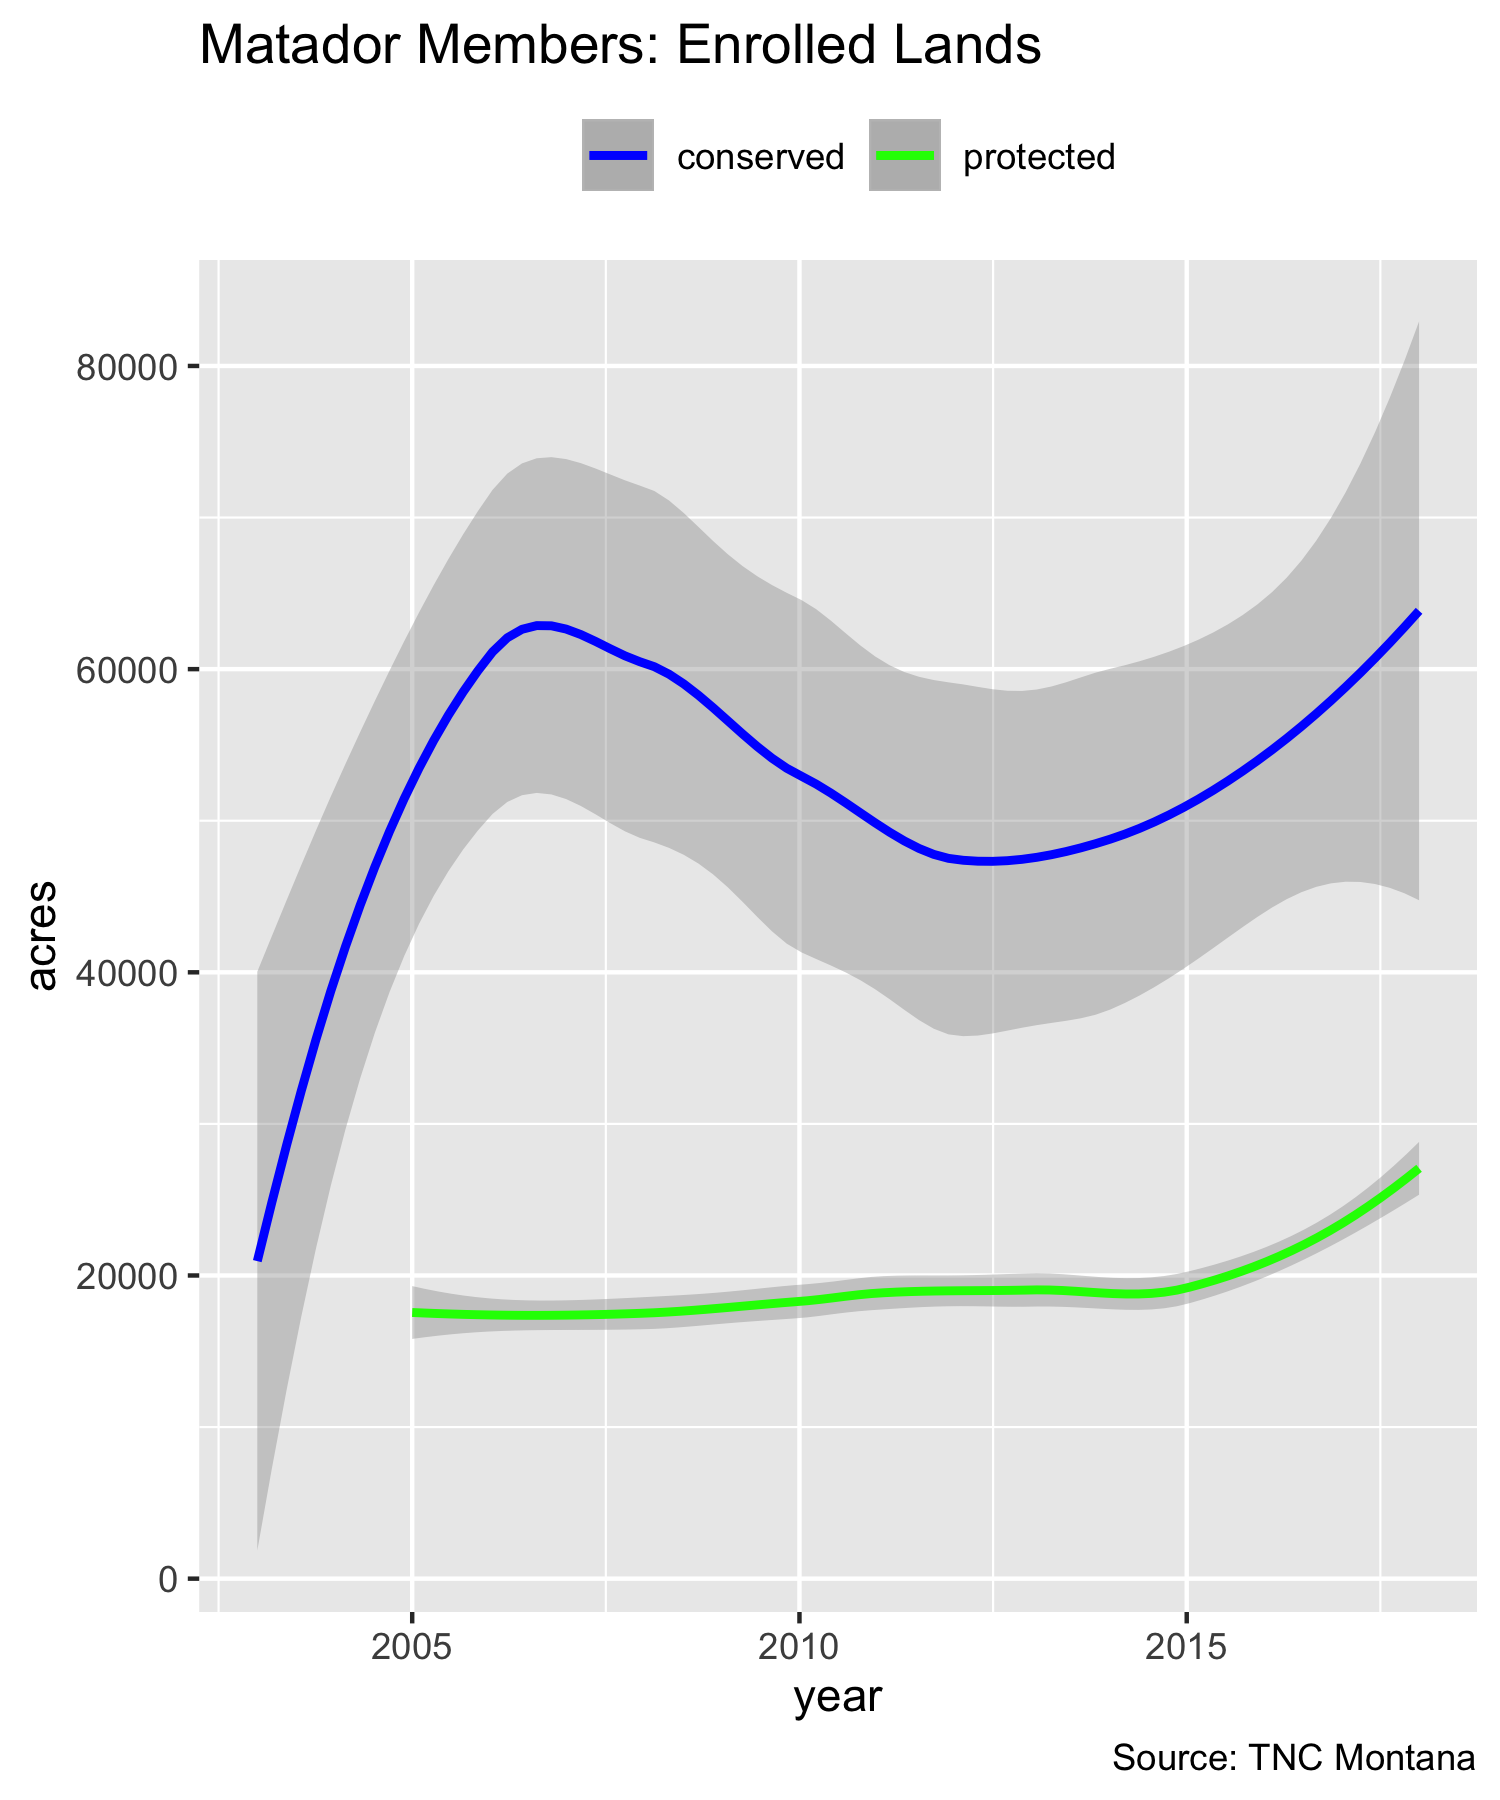 Matador Members: Enrolled Lands
conserved protected
80000
60000
40000
20000
0
acres
2005 2010 2015
year
Source: TNC Montana